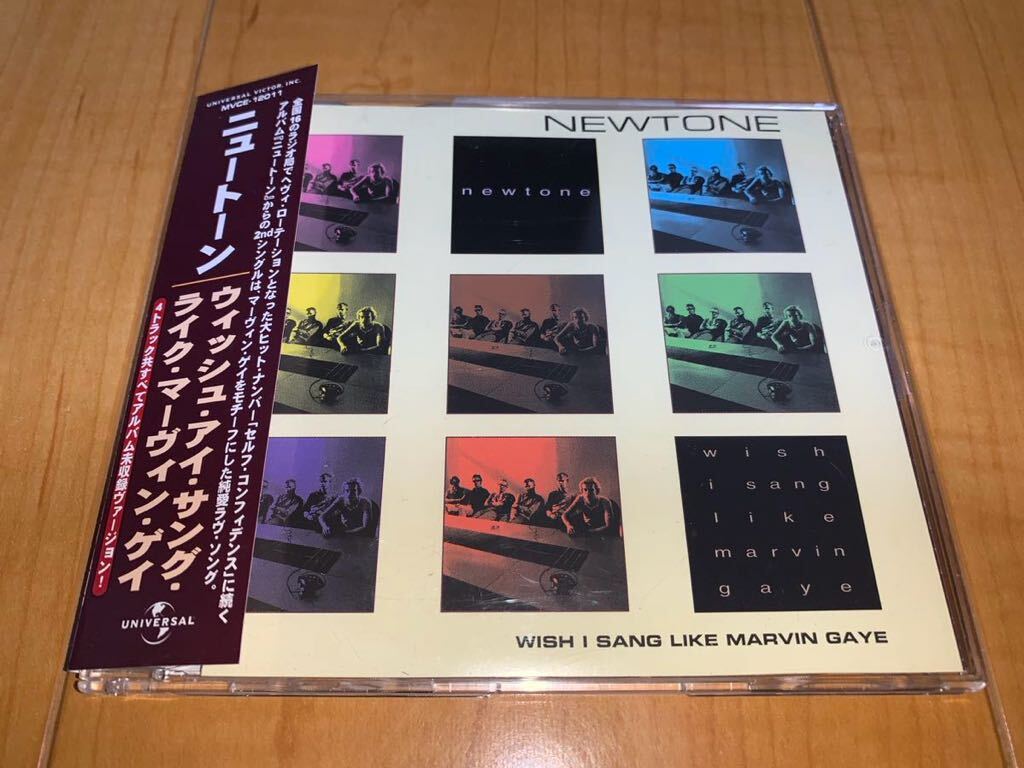 UNIVERSAL VICTOR, INC.
MVCE-12011
ニュートーン
ウィッシュ・アイ・サング・
ライク・マーヴィン・ゲイ
全国16のラジオ局でヘヴィ・ローテーションとなった大ヒット・ナンバー「セルフ・コンフィデンス」に続く
アルバム『ニュートーン』からの2ndシングルは、マーヴィン・ゲイをモチーフにした純愛ラヴ・ソング。
4トラック共すべてアルバム未収録ヴァージョン!
UNIVERSAL
NEWTONE
newtone
wish
i sang
like
marvin
gaye
WISH I SANG LIKE MARVIN GAYE